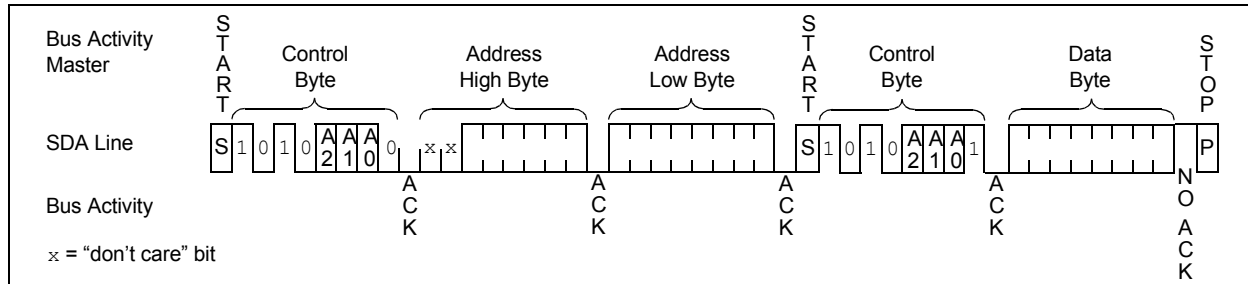 Bus Activity
Master
SDA Line
Bus Activity
x = “don’t care” bit
START
Control
Byte
Address
High Byte
Address
Low Byte
START
Control
Byte
Data
Byte
STOP
S 1 0 1 0 A2 A1 A0 0 x x S 1 0 1 0 A2 A1 A0 1 P
ACK
ACK
ACK
ACK
NO ACK